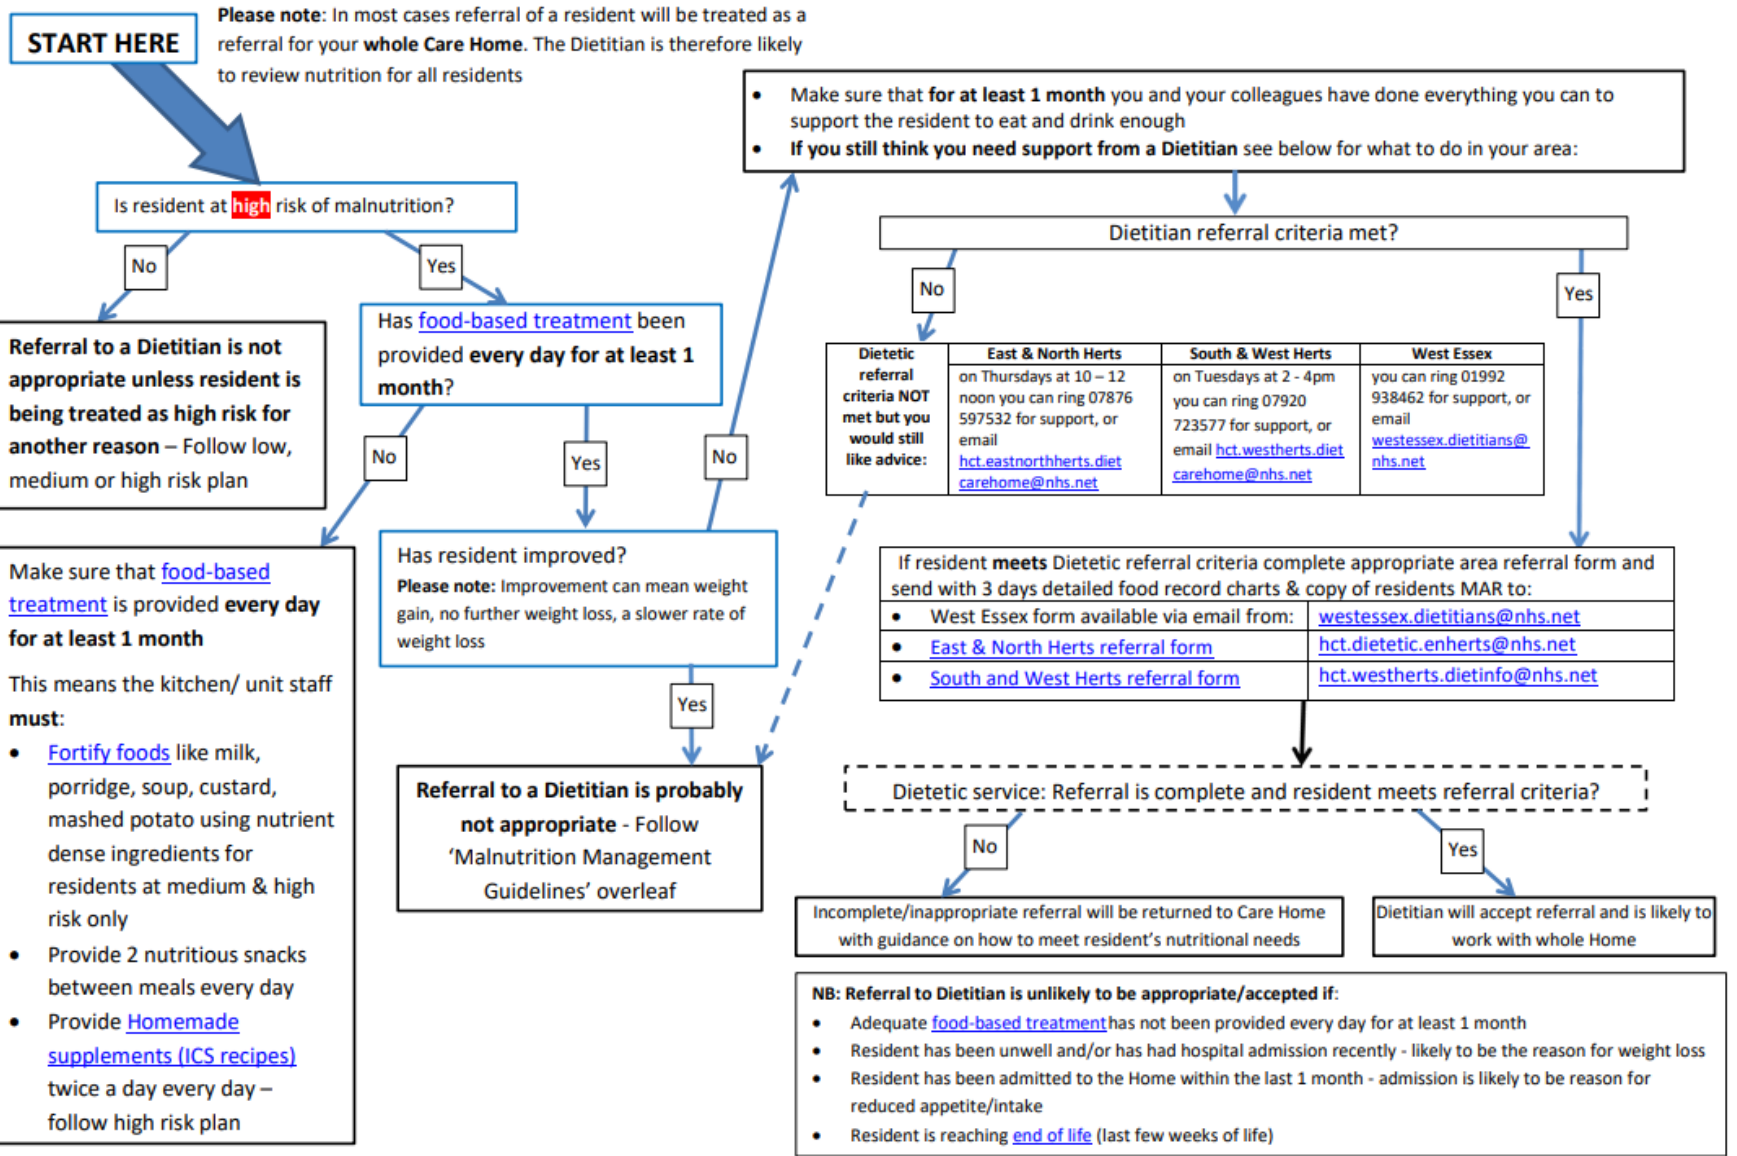 START HERE
Please note: In most cases referral of a resident will be treated as a
referral for your whole Care Home. The Dietitian is therefore likely
to review nutrition for all residents
Is resident at high risk of malnutrition?
No
Yes
Referral to a Dietitian is not
appropriate unless resident is
being treated as high risk for
another reason – Follow low,
medium or high risk plan
Has food-based treatment been
provided every day for at least 1
month?
No
Yes
No
Make sure that food-based
treatment is provided every day
for at least 1 month
This means the kitchen/ unit staff
must:
• Fortify foods like milk,
porridge, soup, custard,
mashed potato using nutrient
dense ingredients for
residents at medium & high
risk only
• Provide 2 nutritious snacks
between meals every day
• Provide Homemade
supplements (ICS recipes)
twice a day every day –
follow high risk plan
Has resident improved?
Please note: Improvement can mean weight
gain, no further weight loss, a slower rate of
weight loss
Yes
Referral to a Dietitian is probably
not appropriate - Follow
‘Malnutrition Management
Guidelines’ overleaf
• Make sure that for at least 1 month you and your colleagues have done everything you can to
support the resident to eat and drink enough
• If you still think you need support from a Dietitian see below for what to do in your area:
Dietitian referral criteria met?
No
Yes
Dietetic
referral
criteria NOT
met but you
would still
like advice:
East & North Herts
on Thursdays at 10 – 12
noon you can ring 07876
597532 for support, or
email
hct.eastnorthherts.diet
carehome@nhs.net
South & West Herts
on Tuesdays at 2 - 4pm
you can ring 07920
723577 for support, or
email hct.westherts.diet
carehome@nhs.net
West Essex
you can ring 01992
938462 for support, or
email
westessex.dietitians@
nhs.net
If resident meets Dietetic referral criteria complete appropriate area referral form and
send with 3 days detailed food record charts & copy of residents MAR to:
• West Essex form available via email from: westessex.dietitians@nhs.net
• East & North Herts referral form hct.dietetic.enherts@nhs.net
• South and West Herts referral form hct.westherts.dietinfo@nhs.net
Dietetic service: Referral is complete and resident meets referral criteria?
No
Yes
Incomplete/inappropriate referral will be returned to Care Home
with guidance on how to meet resident’s nutritional needs
Dietitian will accept referral and is likely to
work with whole Home
NB: Referral to Dietitian is unlikely to be appropriate/accepted if:
• Adequate food-based treatment has not been provided every day for at least 1 month
• Resident has been unwell and/or has had hospital admission recently - likely to be the reason for weight loss
• Resident has been admitted to the Home within the last 1 month - admission is likely to be reason for
reduced appetite/intake
• Resident is reaching end of life (last few weeks of life)